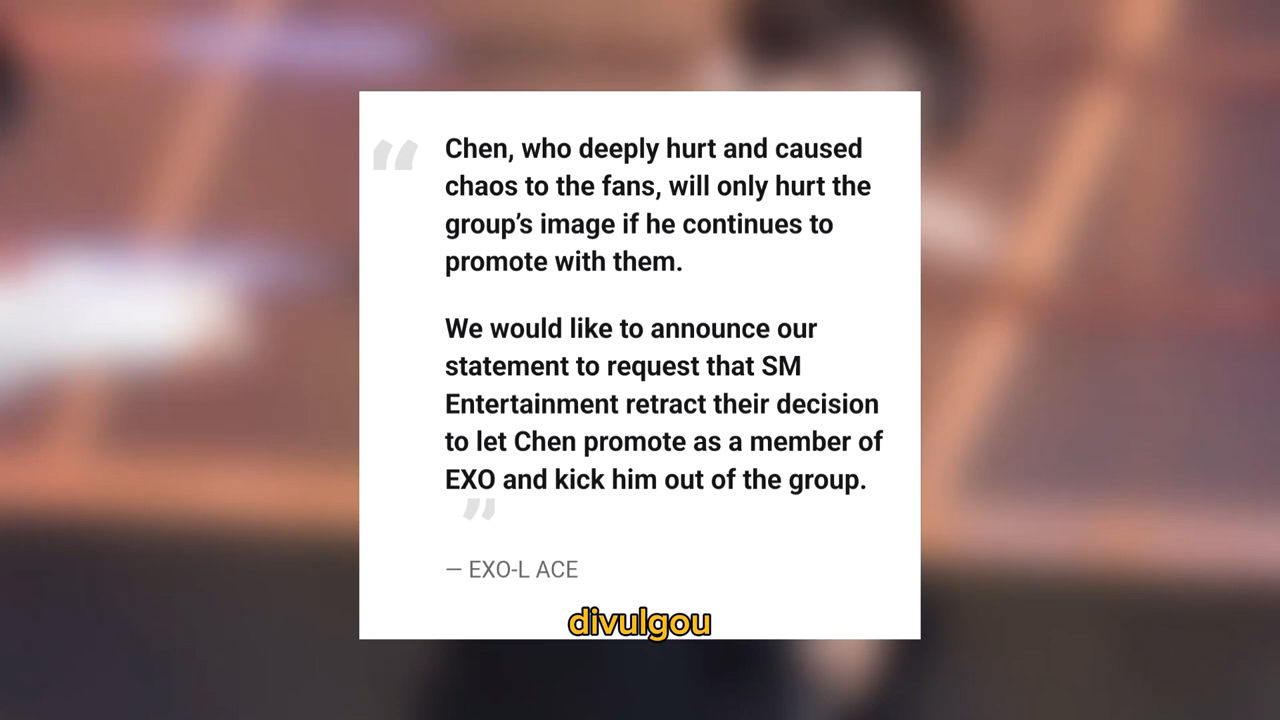 “
Chen, who deeply hurt and caused
chaos to the fans, will only hurt the
group’s image if he continues to
promote with them.
We would like to announce our
statement to request that SM
Entertainment retract their decision
to let Chen promote as a member of
EXO and kick him out of the group.
”
— EXO-L ACE
divulgou